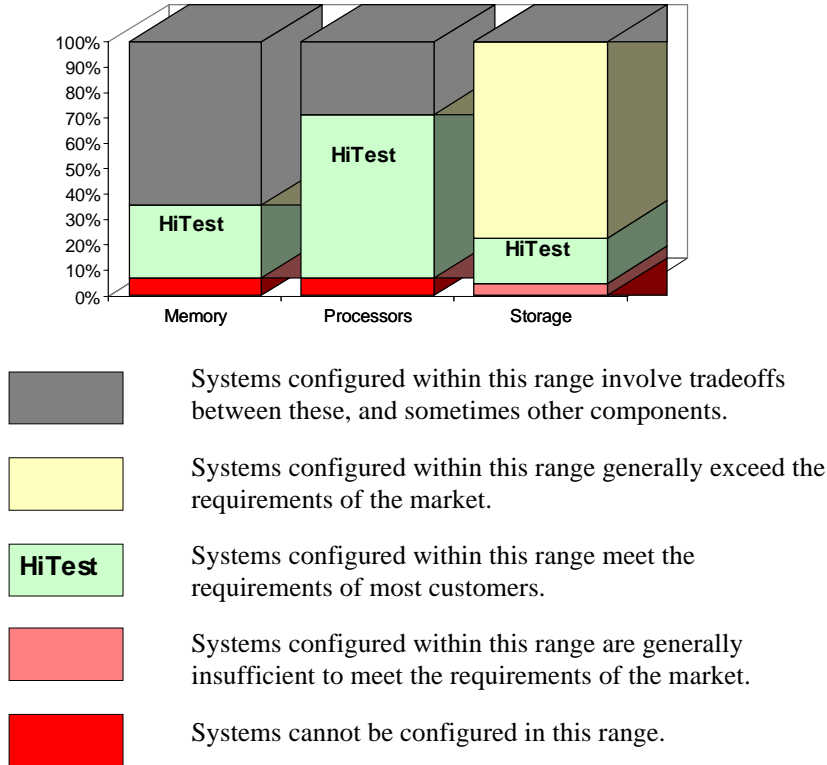 100%
90%
80%
70%
60%
50%
40%
30%
20%
10%
0%
HiTest
HiTest
HiTest
Memory
Processors
Storage
Systems configured within this range involve tradeoffs
between these, and sometimes other components.
Systems configured within this range generally exceed the
requirements of the market.
HiTest
Systems configured within this range meet the
requirements of most customers.
Systems configured within this range are generally
insufficient to meet the requirements of the market.
Systems cannot be configured in this range.